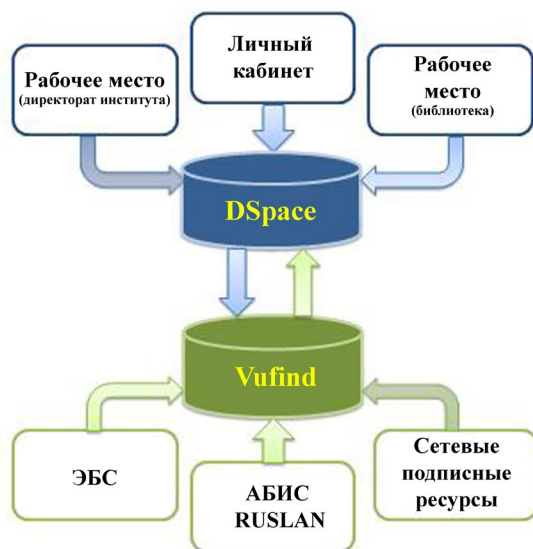 Рабочее место
(директорат института)
Личный
кабинет
Рабочее
место
(библиотека)
DSpace
Vufind
ЭБС
АБИС
RUSLAN
Сетевые
подписные
ресурсы